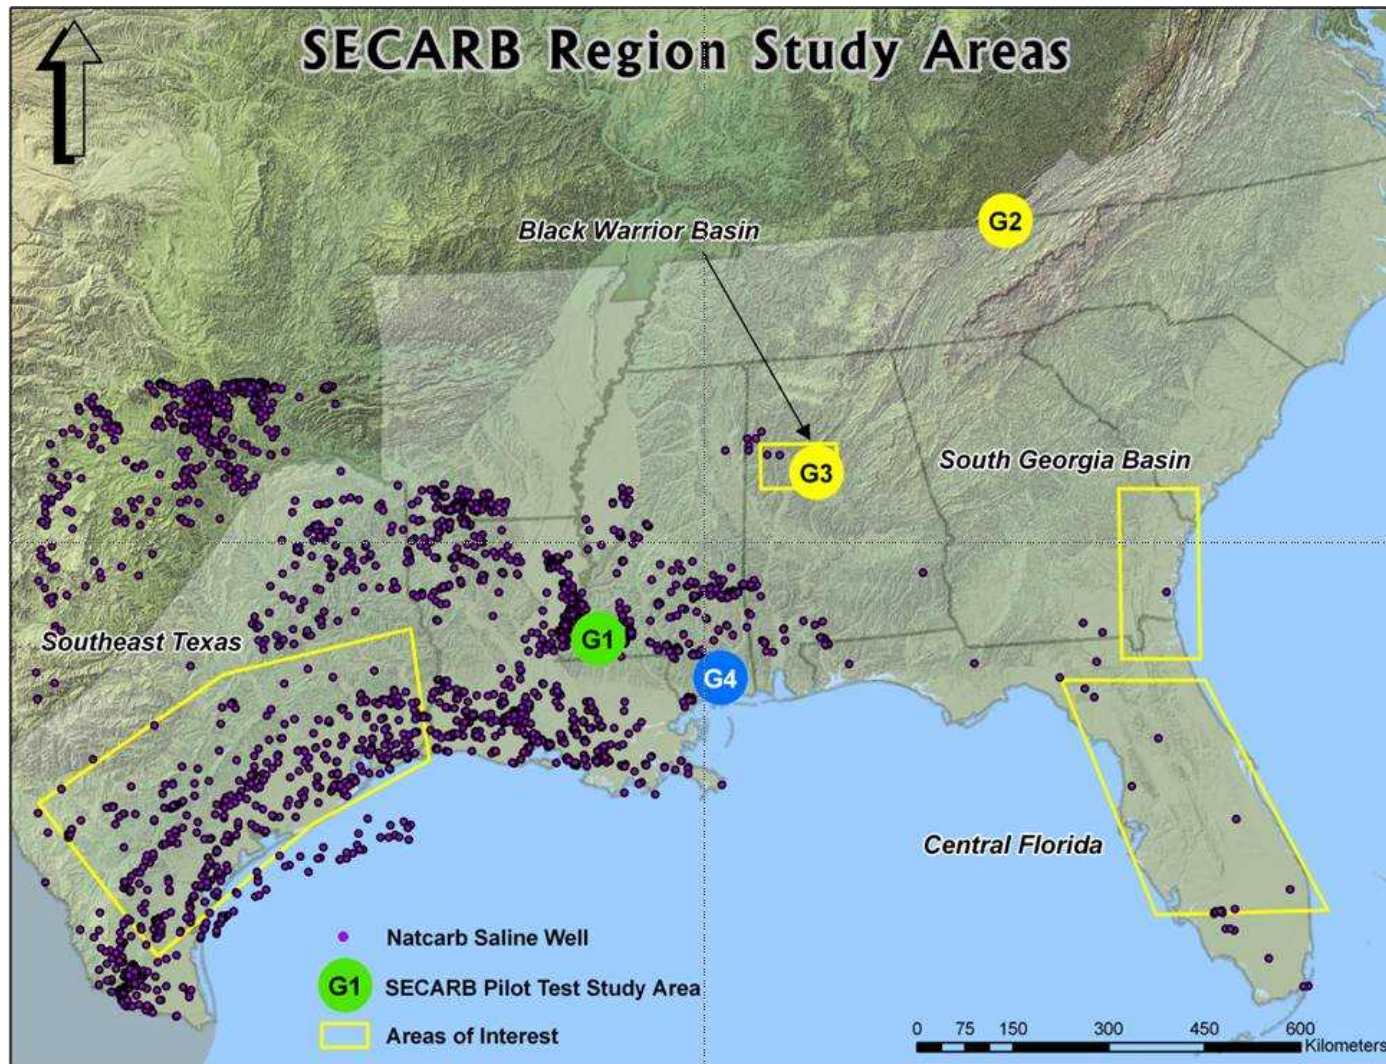 SECARB Region Study Areas
G2
Black Warrior Basin
South Georgia Basin
G3
Southeast Texas
G1
G4
Central Florida
Natcarb Saline Well
G1 SECARB Pilot Test Study Area
Areas of Interest
0 75 150 300 450 600
Kilometers